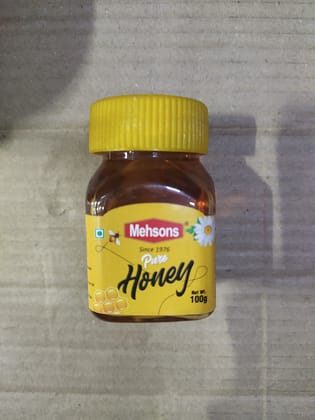 Mehsons
Since 1976
Pure
Honey
Net Wt.
100g